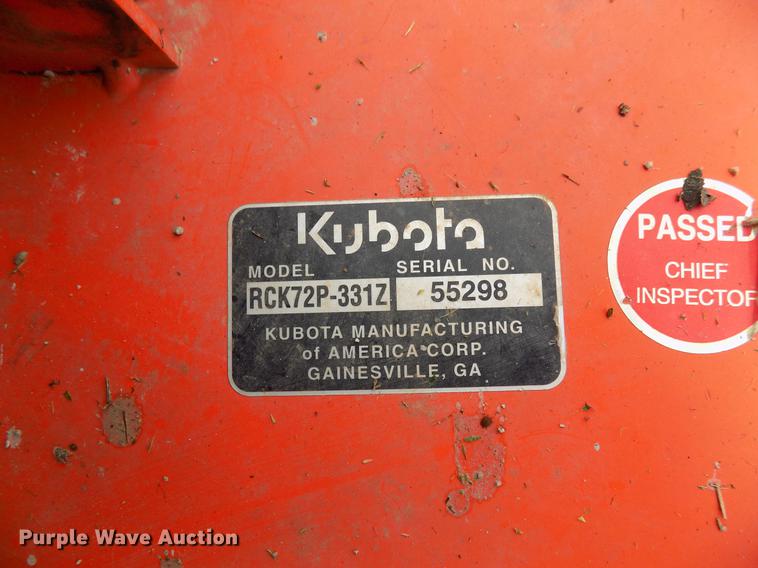 Kubota
MODEL SERIAL NO.
RCK72P-331Z 55298
KUBOTA MANUFACTURING
of AMERICA CORP.
GAINESVILLE, GA
PASSED
CHIEF
INSPECTOR
Purple Wave Auction